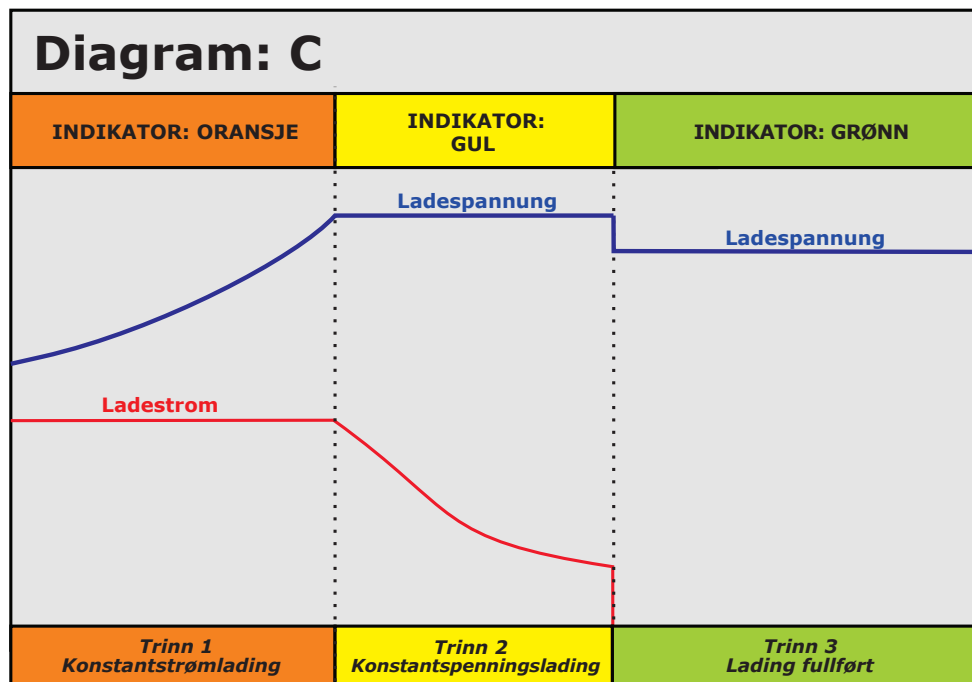 Diagram: C
INDIKATOR: ORANSJE
INDIKATOR:
GUL
INDIKATOR: GRØNN
Ladespannung
Ladespannung
Ladestrom
Trinn 1
Konstantstrømlading
Trinn 2
Konstantspenningslading
Trinn 3
Lading fullført